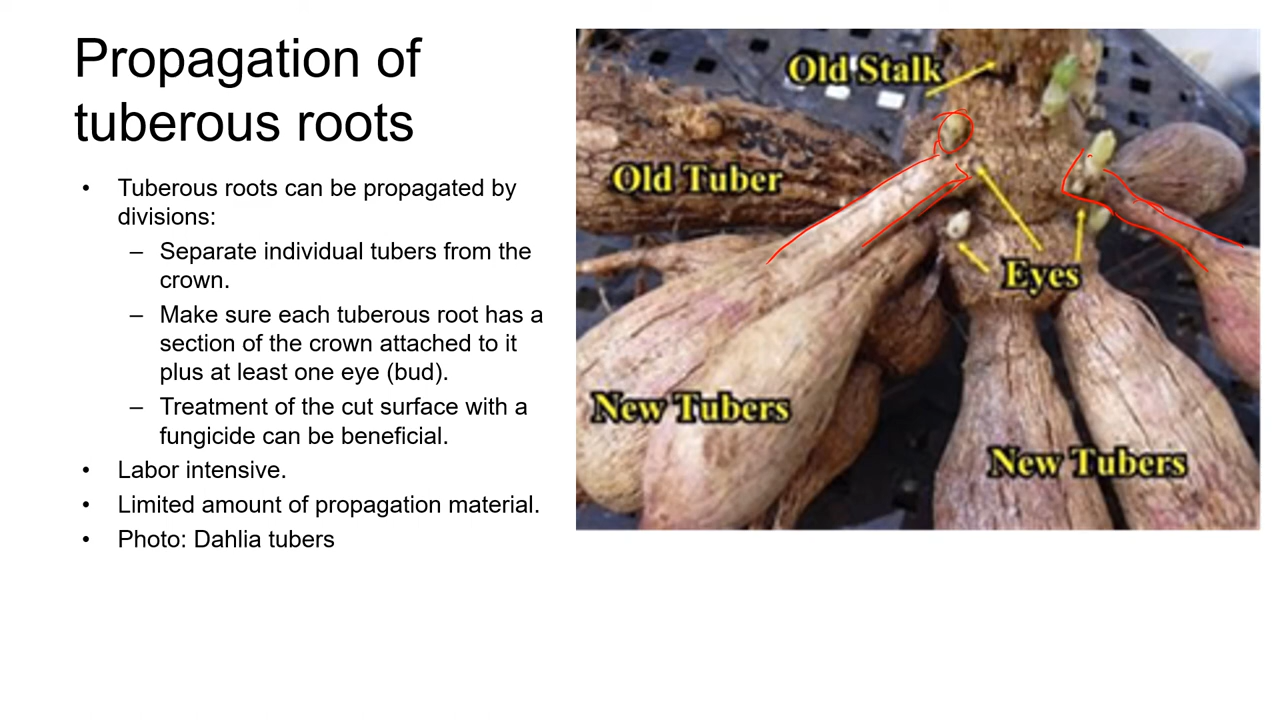 Propagation of
tuberous roots
• Tuberous roots can be propagated by
divisions:
– Separate individual tubers from the
crown.
– Make sure each tuberous root has a
section of the crown attached to it
plus at least one eye (bud).
– Treatment of the cut surface with a
fungicide can be beneficial.
• Labor intensive.
• Limited amount of propagation material.
• Photo: Dahlia tubers
Old Stalk
Old Tuber
Eyes
New Tubers
New Tubers